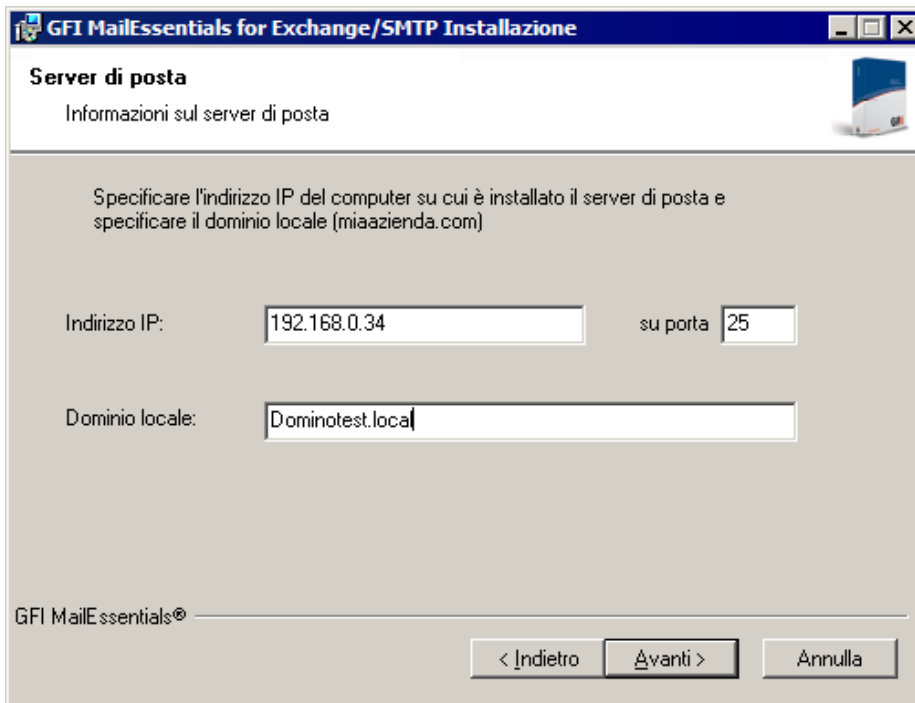 GFI MailEssentials for Exchange/SMTP Installazione
Server di posta
Informazioni sul server di posta
GFI
Specificare l'indirizzo IP del computer su cui è installato il server di posta e
specificare il dominio locale (miaazienda.com)
Indirizzo IP: 192.168.0.34 su porta 25
Dominio locale: Dominotest.local
GFI MailEssentials®
< Indietro Avanti > Annulla